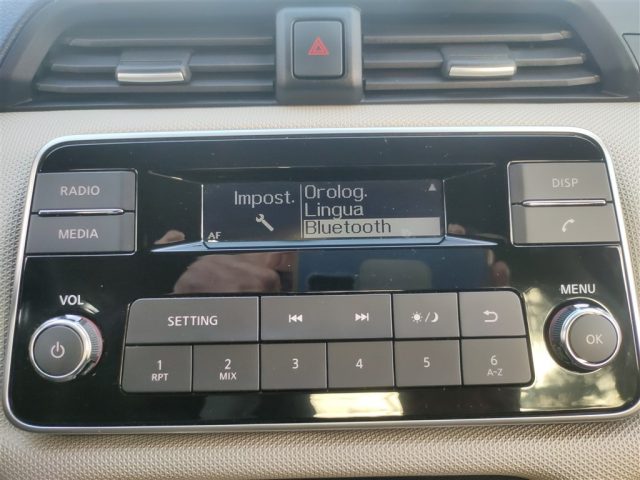 RADIO
MEDIA
Impost.
Orolog.
Lingua
Bluetooth
AF
DISP
VOL
MENU
SETTING
OK
1
RPT
2
MIX
3
4
5
6
A-Z